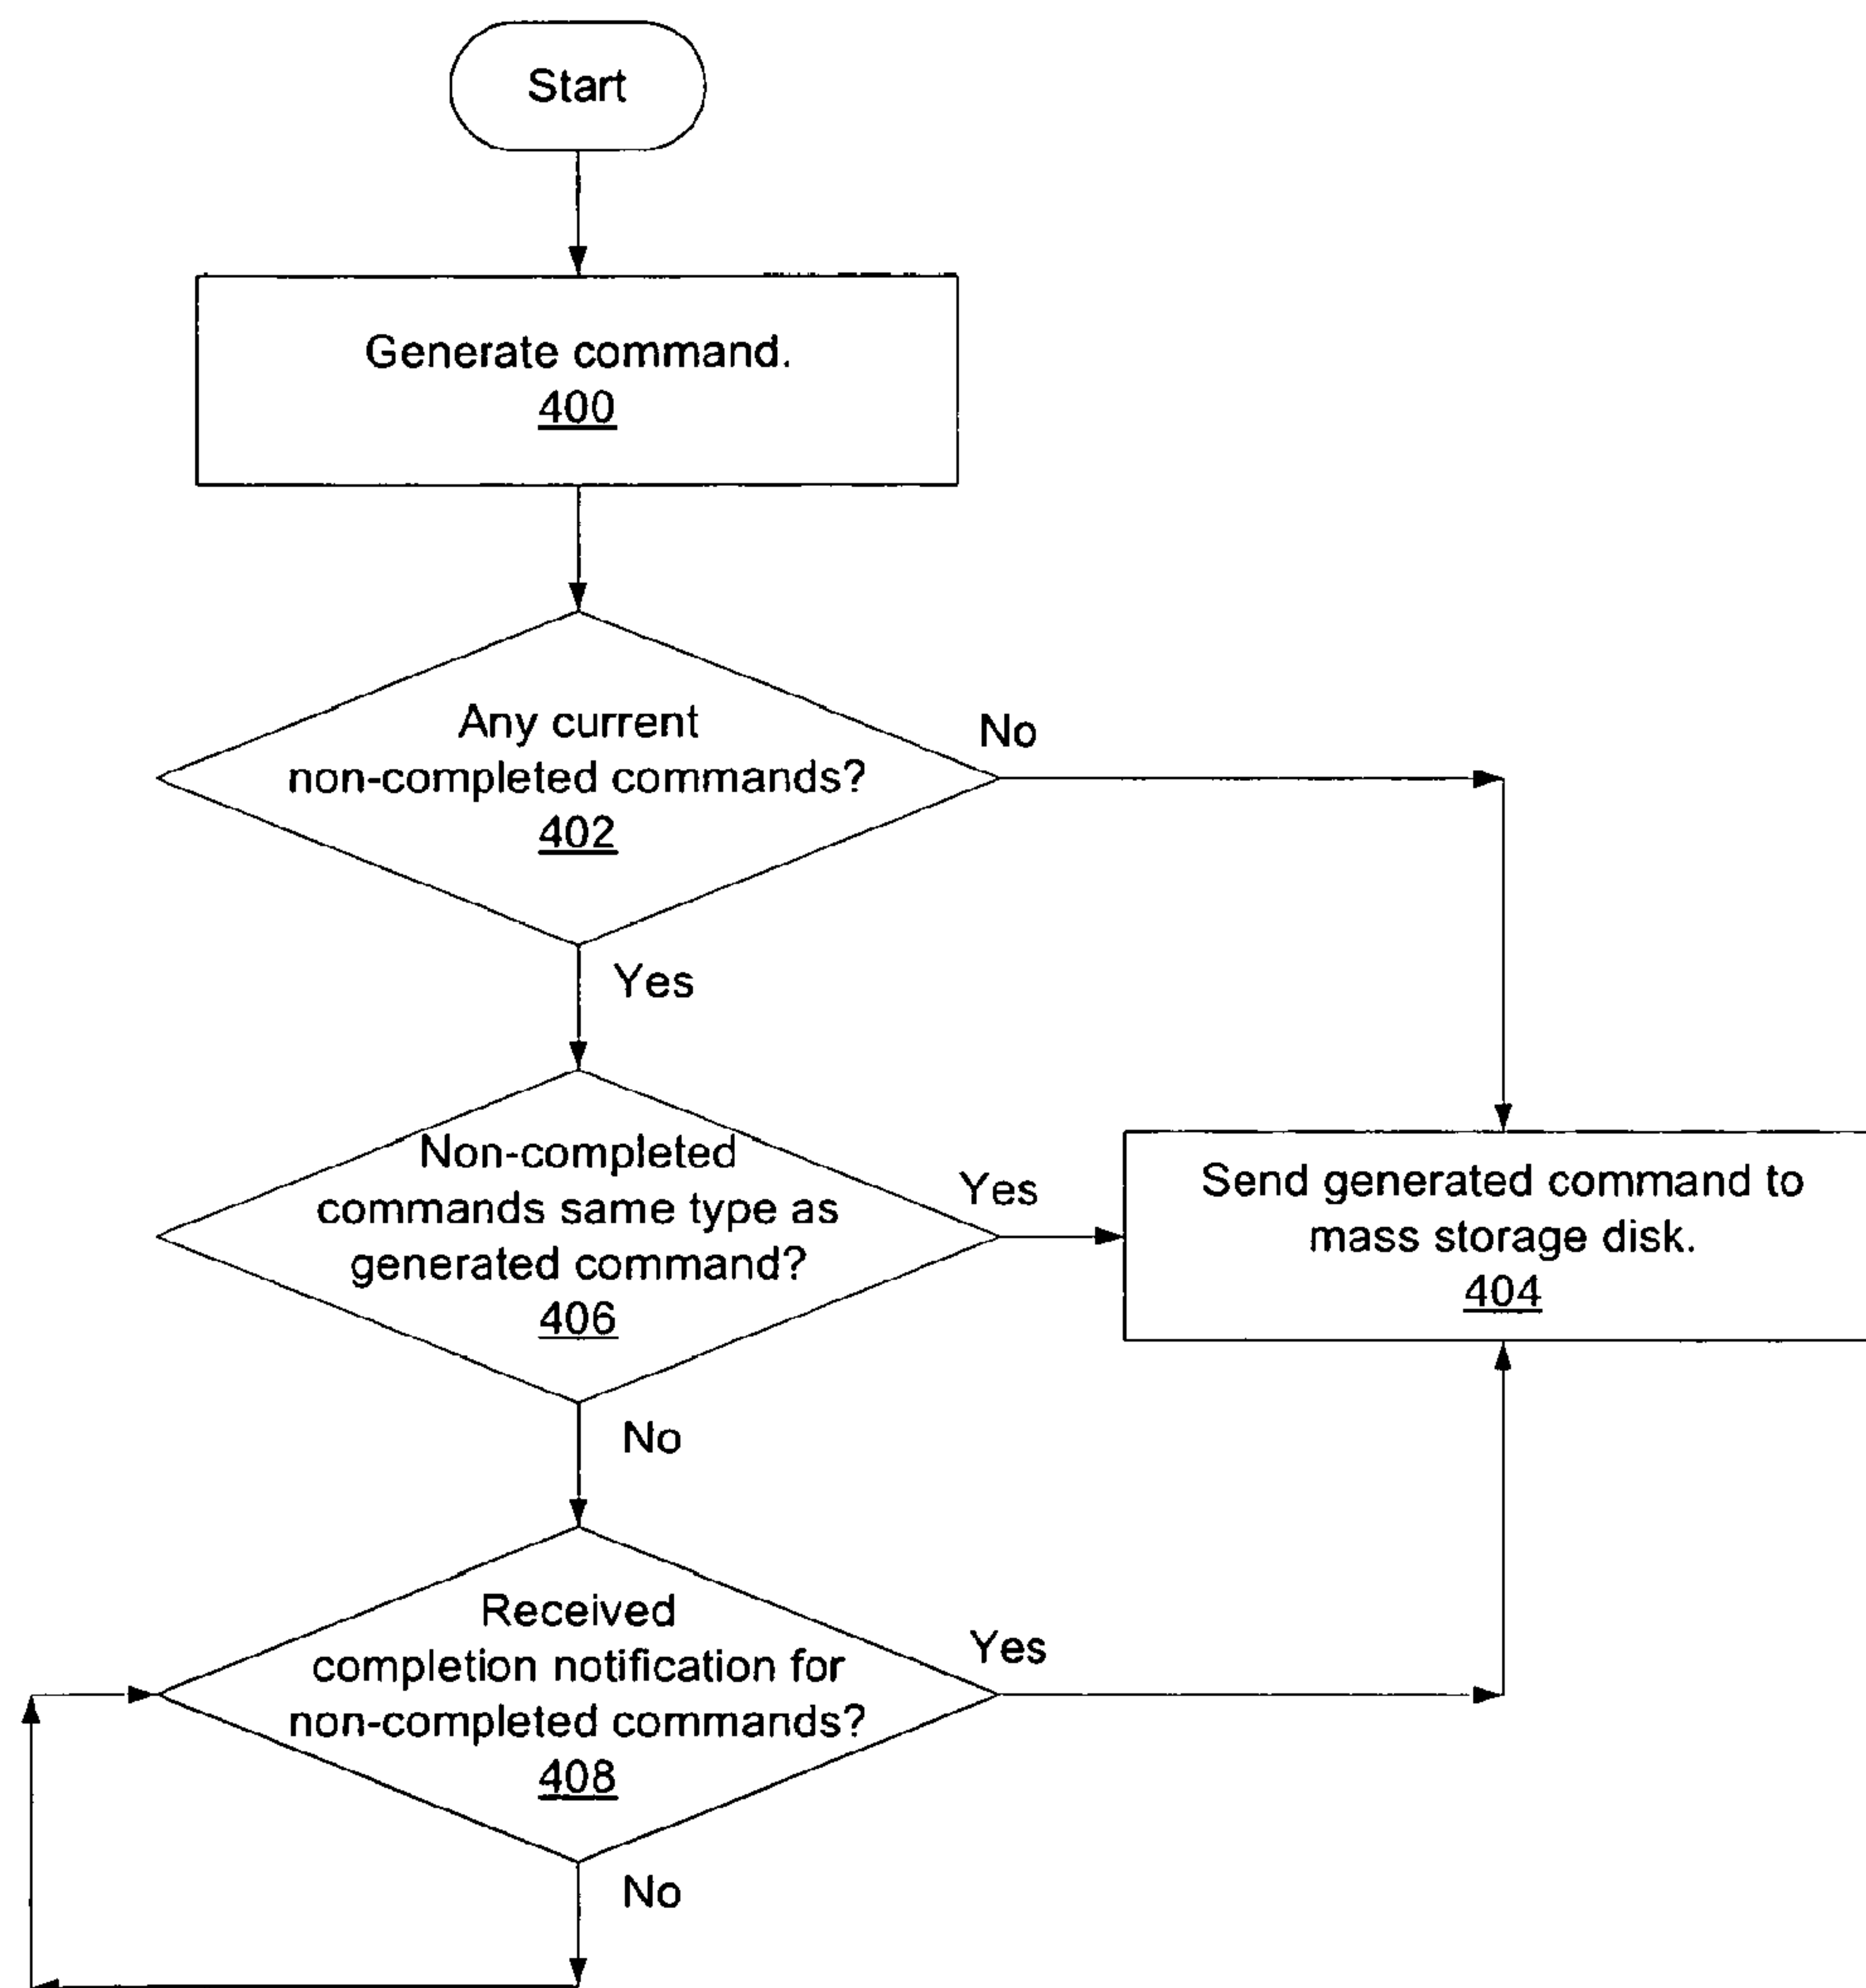 Start
Generate command.
400
Any current
non-completed commands?
402
No
Yes
Non-completed
commands same type as
generated command?
406
Yes
Send generated command to
mass storage disk.
404
No
Received
completion notification for
non-completed commands?
408
Yes
No